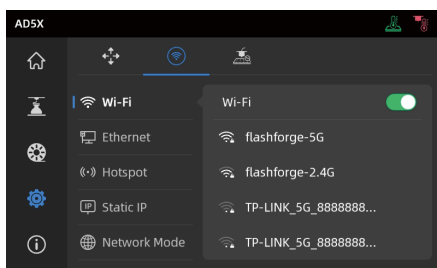 AD5X
Wi-Fi
Ethernet
Hotspot
IP Static IP
Network Mode
Wi-Fi
flashforge-5G
flashforge-2.4G
TP-LINK_5G_8888888...
TP-LINK_5G_8888888...